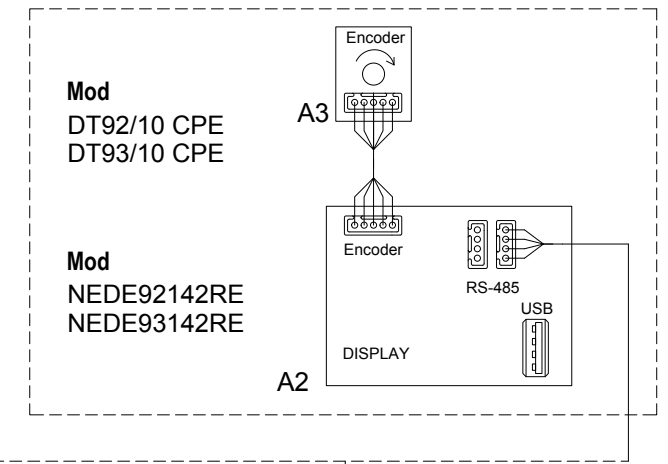 Encoder
Mod
DT92/10 CPE
DT93/10 CPE
A3
Encoder
RS-485
Mod
NEDE92142RE
NEDE93142RE
USB
DISPLAY
A2